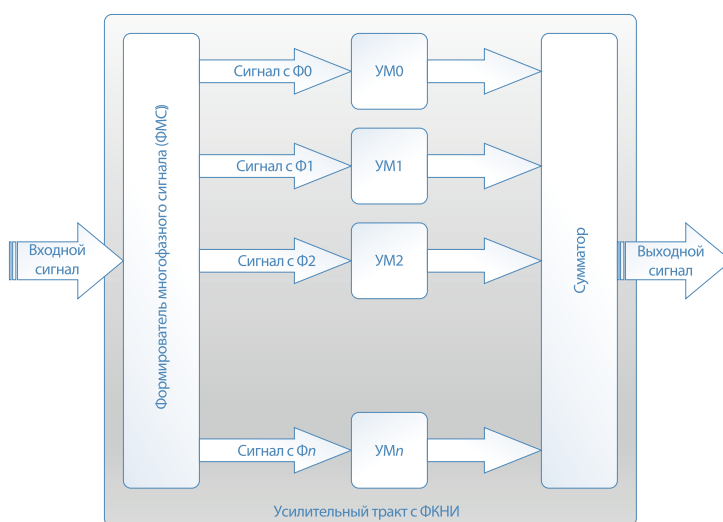 Сигнал с Ф0
УМ0
Сигнал с Ф1
УМ1
Входной
сигнал
Формирователь многофазного сигнала (ФМС)
Сигнал с Ф2
УМ2
Сумматор
Выходной
сигнал
Сигнал с Фn
УМn
Усилительный тракт с ФКНИ